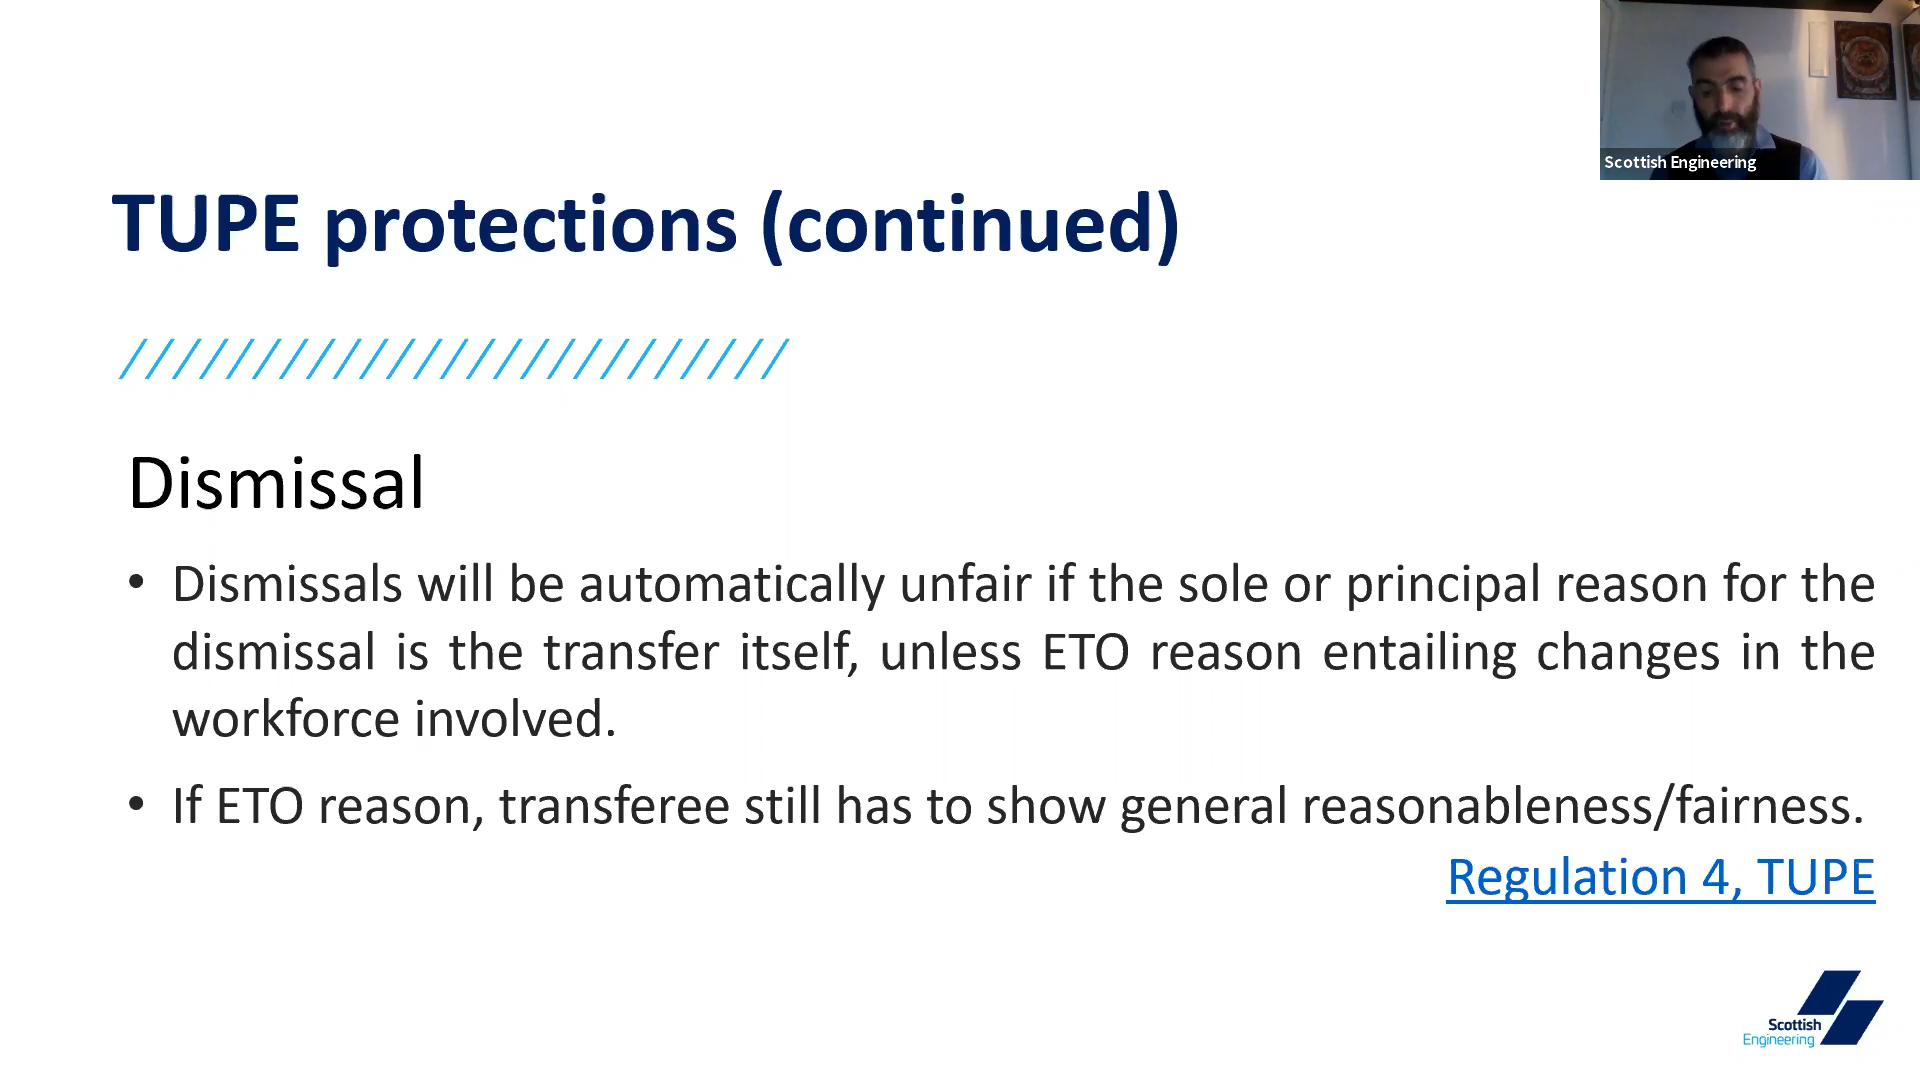 Scottish Engineering
TUPE protections (continued)
Dismissal
• Dismissals will be automatically unfair if the sole or principal reason for the
dismissal is the transfer itself, unless ETO reason entailing changes in the
workforce involved.
• If ETO reason, transferee still has to show general reasonableness/fairness.
Regulation 4, TUPE
Scottish
Engineering